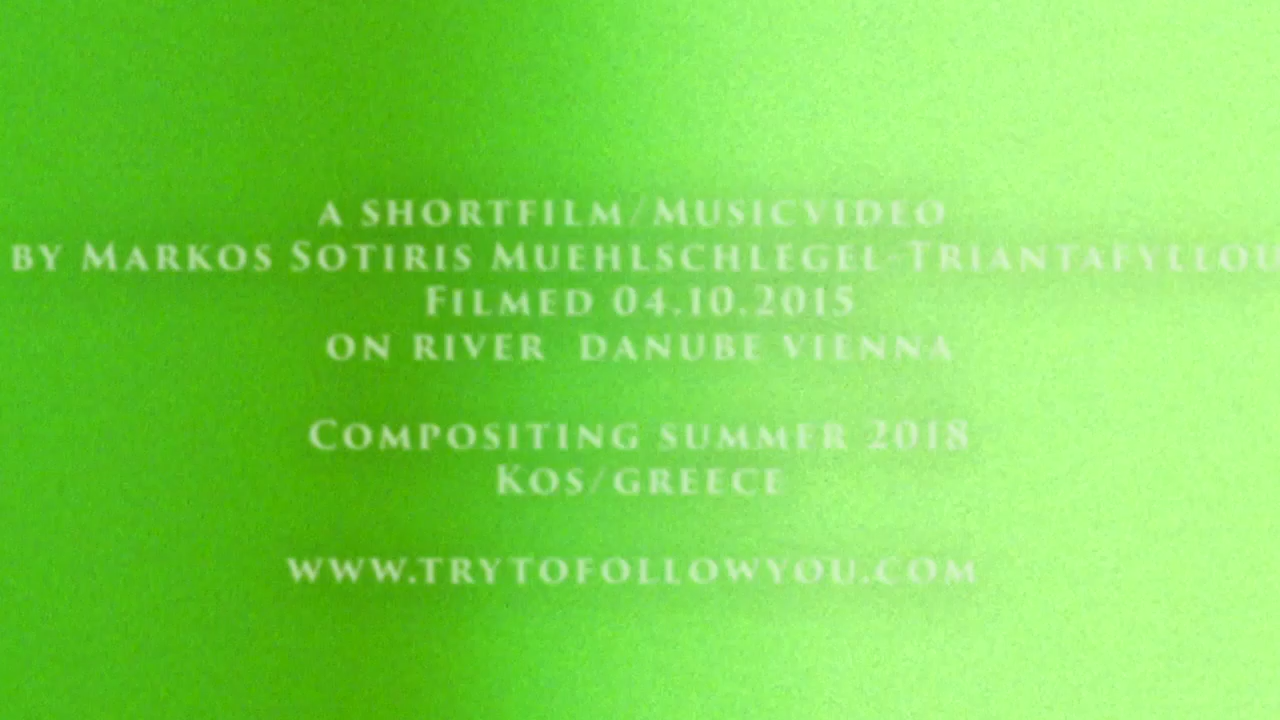 A SHORTFILM/MUSICVIDEO
BY MARKOS SOTIRIS MUEHLSCHLEGEL-TRIANTAFYLLOU
FILMED 04.10.2015
ON RIVER DANUBE VIENNA
COMPOSITING SUMMER 2018
KOS/GREECE
WWW.TRYTOFOLLOWYOU.COM